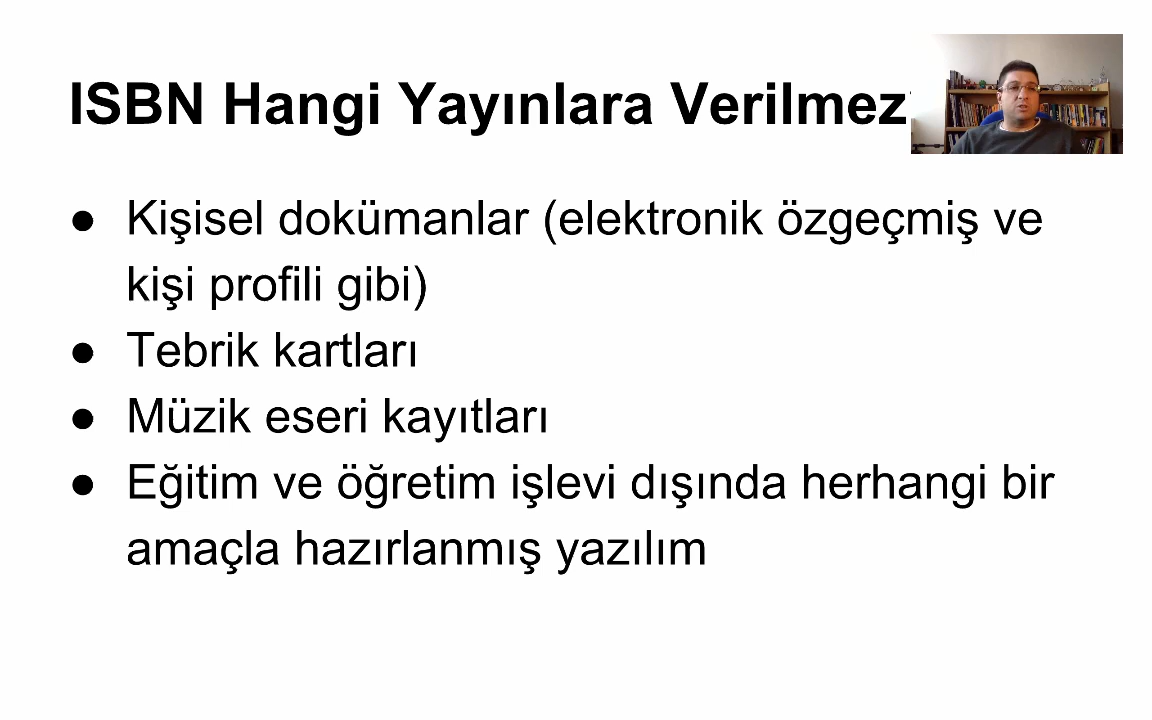 ISBN Hangi Yayınlara Verilmez
● Kişisel dokümanlar (elektronik özgeçmiş ve
kişi profili gibi)
● Tebrik kartları
● Müzik eseri kayıtları
● Eğitim ve öğretim işlevi dışında herhangi bir
amaçla hazırlanmış yazılım